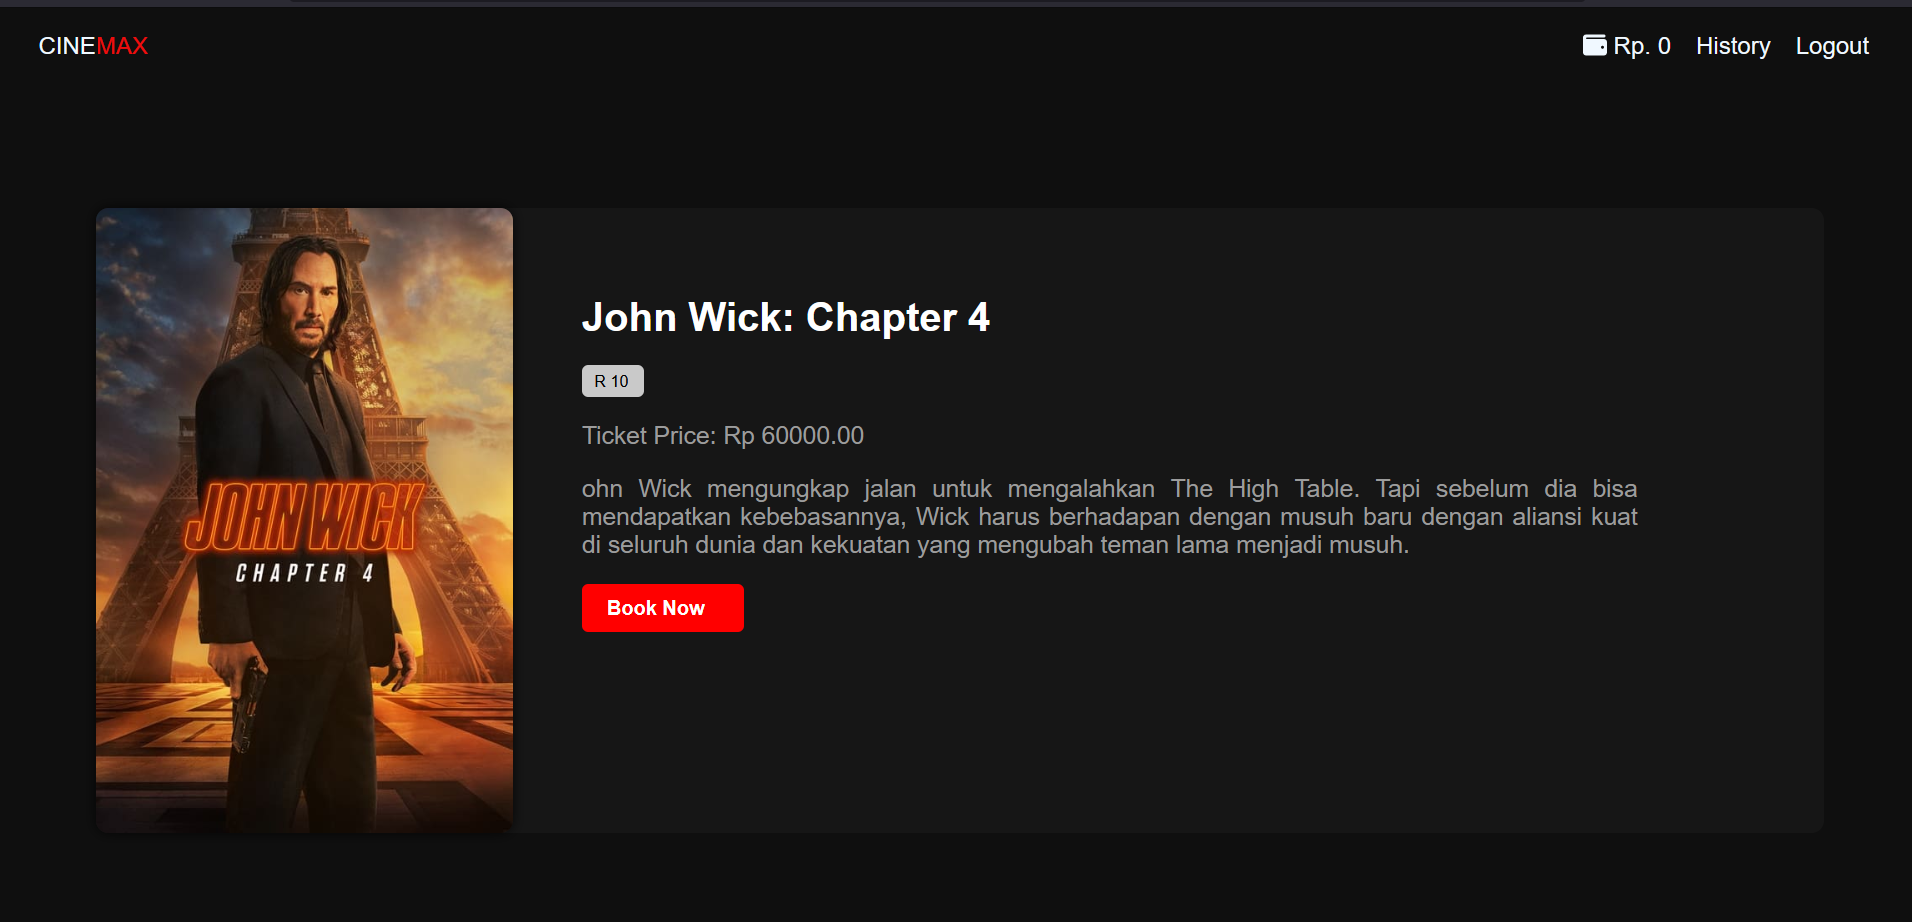 CINEMAX
Rp. 0 History Logout
JOHN WICK
CHAPTER 4
John Wick: Chapter 4
R 10
Ticket Price: Rp 60000.00
ohn Wick mengungkap jalan untuk mengalahkan The High Table. Tapi sebelum dia bisa
mendapatkan kebebasannya, Wick harus berhadapan dengan musuh baru dengan aliansi kuat
di seluruh dunia dan kekuatan yang mengubah teman lama menjadi musuh.
Book Now